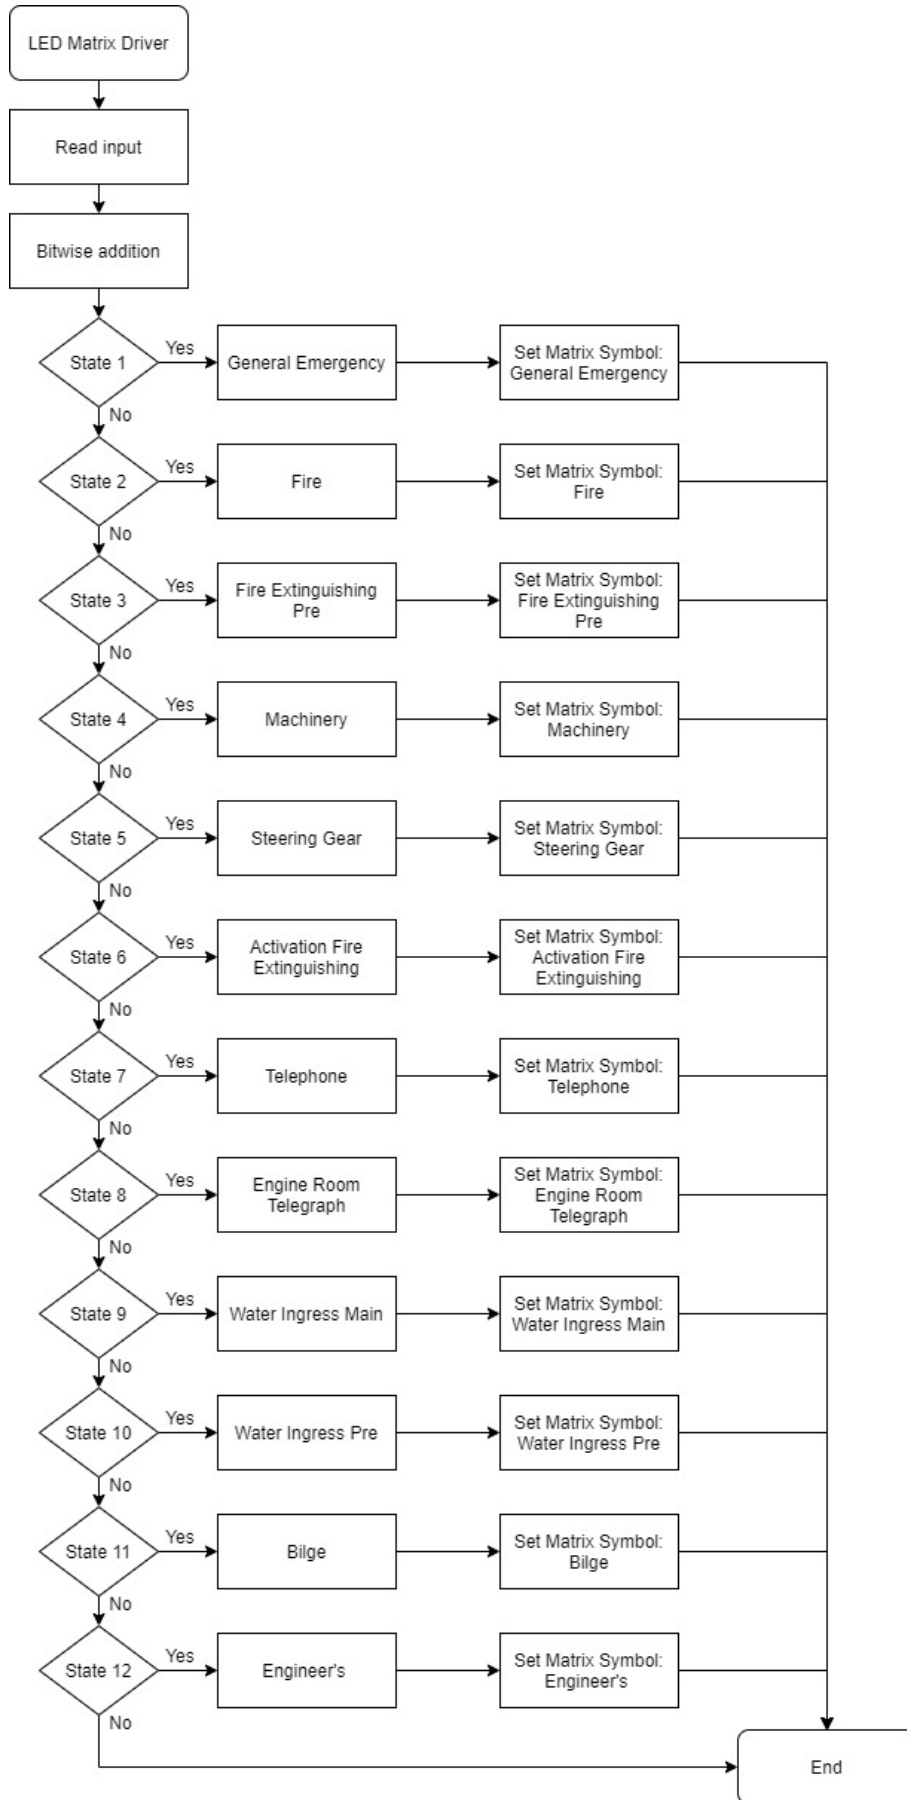 LED Matrix Driver
Read input
Bitwise addition
State 1
Yes
General Emergency
Set Matrix Symbol:
General Emergency
No
State 2
Yes
Fire
Set Matrix Symbol:
Fire
No
State 3
Yes
Fire Extinguishing
Pre
Set Matrix Symbol:
Fire Extinguishing
Pre
No
State 4
Yes
Machinery
Set Matrix Symbol:
Machinery
No
State 5
Yes
Steering Gear
Set Matrix Symbol:
Steering Gear
No
State 6
Yes
Activation Fire
Extinguishing
Set Matrix Symbol:
Activation Fire
Extinguishing
No
State 7
Yes
Telephone
Set Matrix Symbol:
Telephone
No
State 8
Yes
Engine Room
Telegraph
Set Matrix Symbol:
Engine Room
Telegraph
No
State 9
Yes
Water Ingress Main
Set Matrix Symbol:
Water Ingress Main
No
State 10
Yes
Water Ingress Pre
Set Matrix Symbol:
Water Ingress Pre
No
State 11
Yes
Bilge
Set Matrix Symbol:
Bilge
No
State 12
Yes
Engineer's
Set Matrix Symbol:
Engineer's
No
End